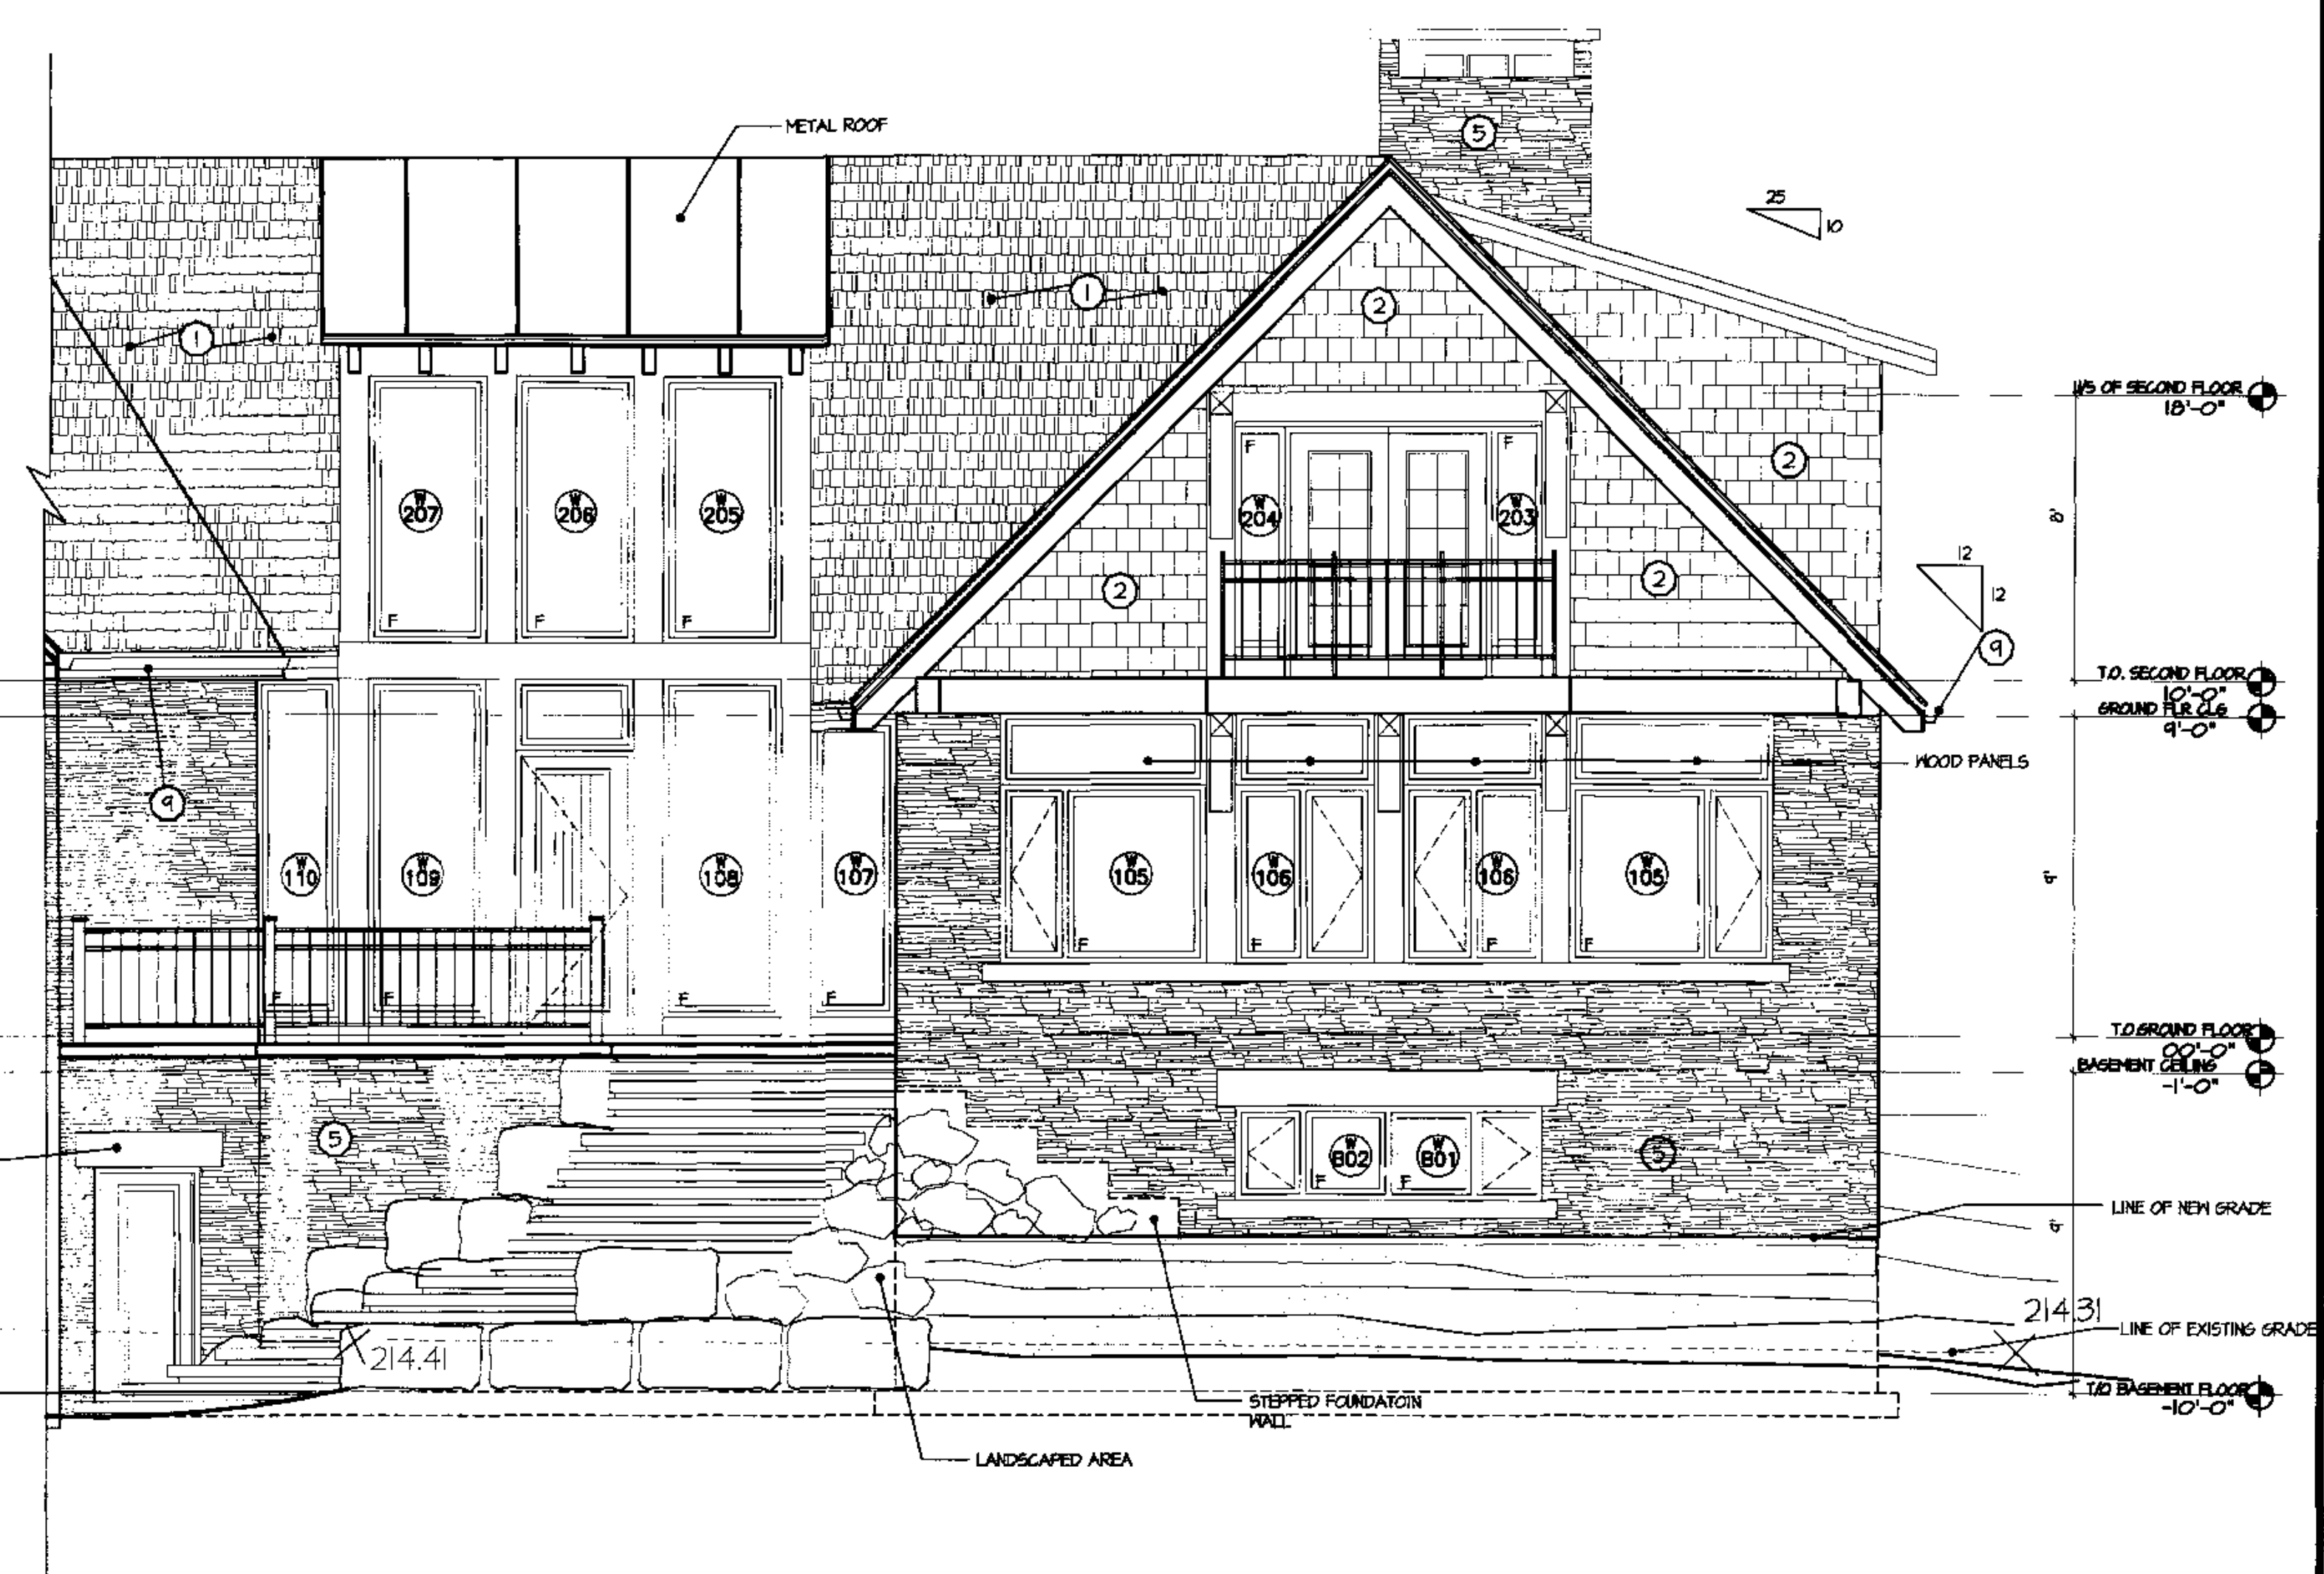 METAL ROOF
5
25
10
1
1
2
U/S OF SECOND FLOOR
18'-0"
2
W 207
W 206
W 205
F
W 204
F
W 203
8'
12
12
2
2
F
F
F
9
T.O. SECOND FLOOR
10'-0"
GROUND FLR CLG
9'-0"
WOOD PANELS
9
W 110
W 109
W 108
W 107
W 105
W 106
W 106
W 105
9'
F
F
F
F
F
F
F
F
T.O GROUND FLOOR
00'-0"
BASEMENT CEILING
-1'-0"
5
W B02
W B01
5
F
F
LINE OF NEW GRADE
9'
214.31
LINE OF EXISTING GRADE
214.41
T/O BASEMENT FLOOR
-10'-0"
STEPPED FOUNDATOIN
WALL
LANDSCAPED AREA